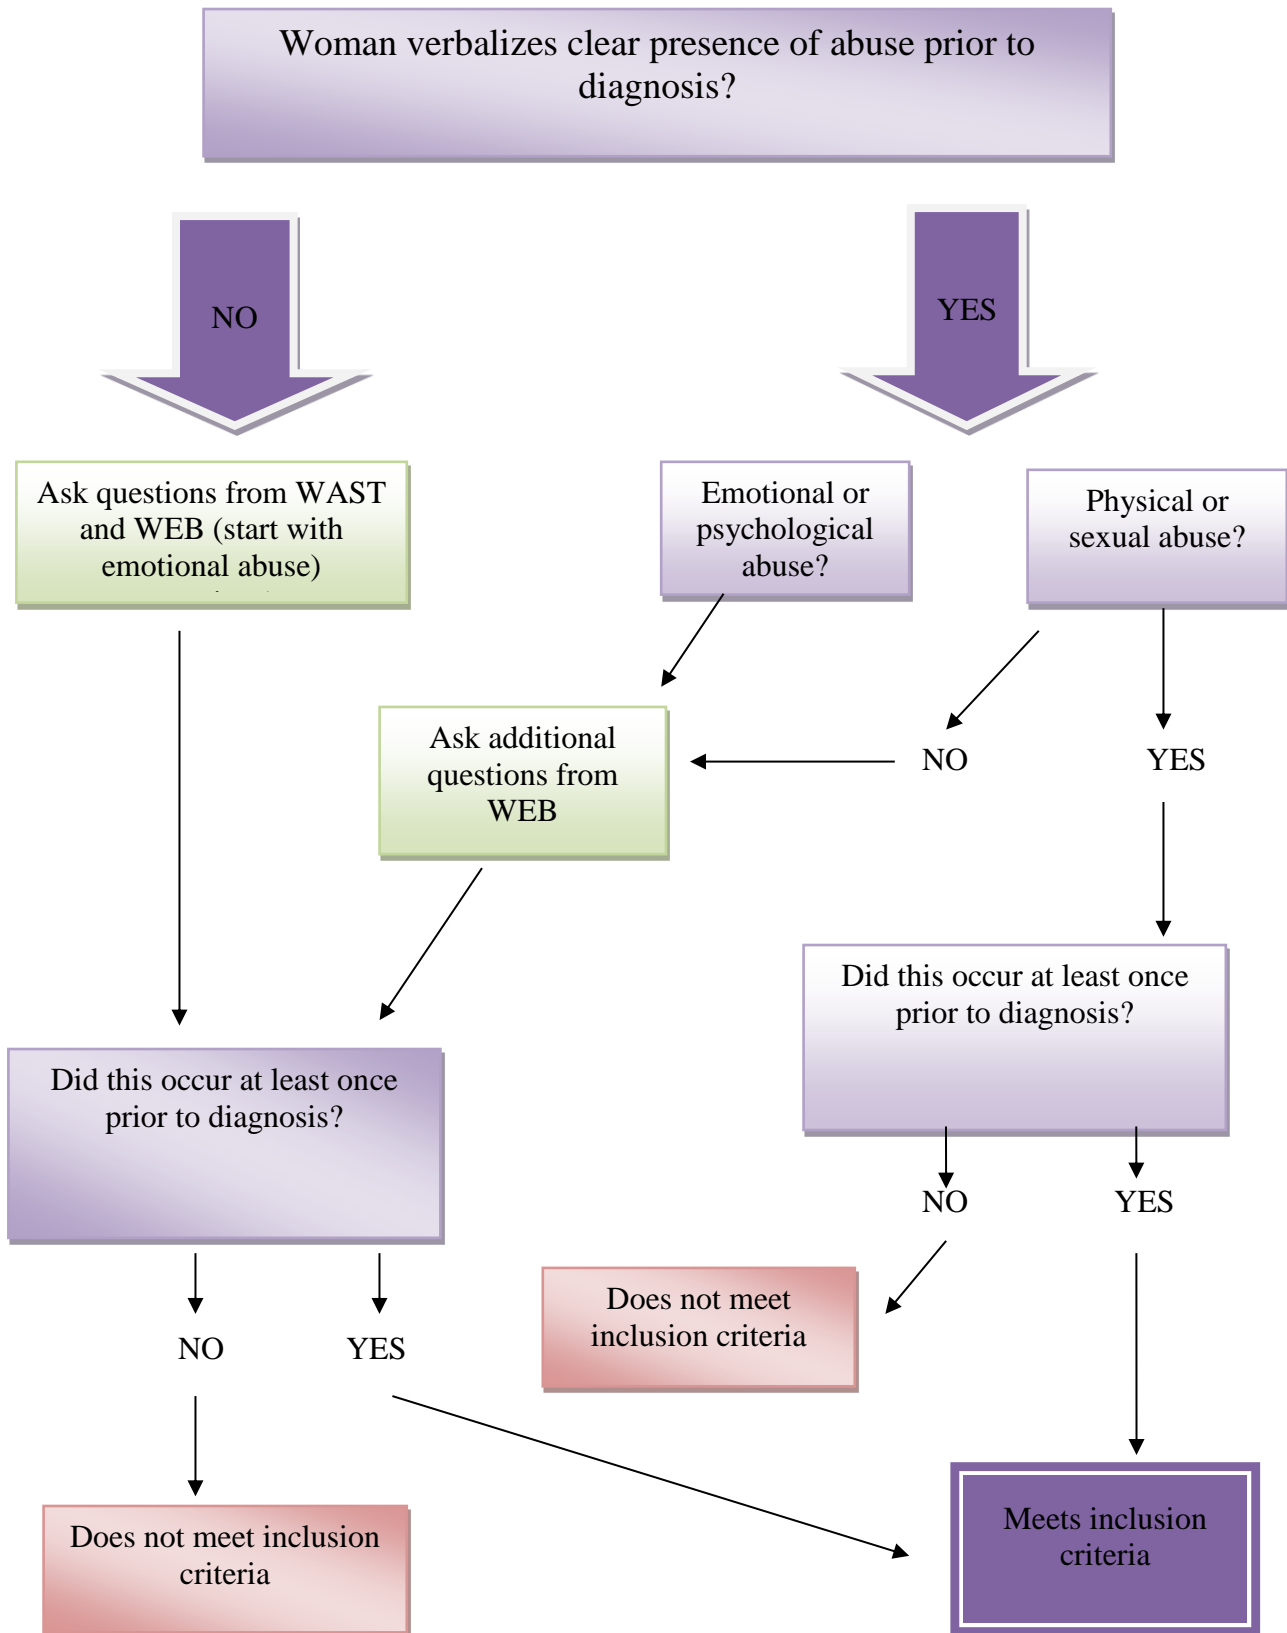 Woman verbalizes clear presence of abuse prior to
diagnosis?
NO
YES
Ask questions from WAST
and WEB (start with
emotional abuse)
Emotional or
psychological
abuse?
Physical or
sexual abuse?
Ask additional
questions from
WEB
NO
YES
Did this occur at least once
prior to diagnosis?
Did this occur at least once
prior to diagnosis?
NO
YES
Does not meet
inclusion criteria
NO
YES
Does not meet inclusion
criteria
Meets inclusion
criteria